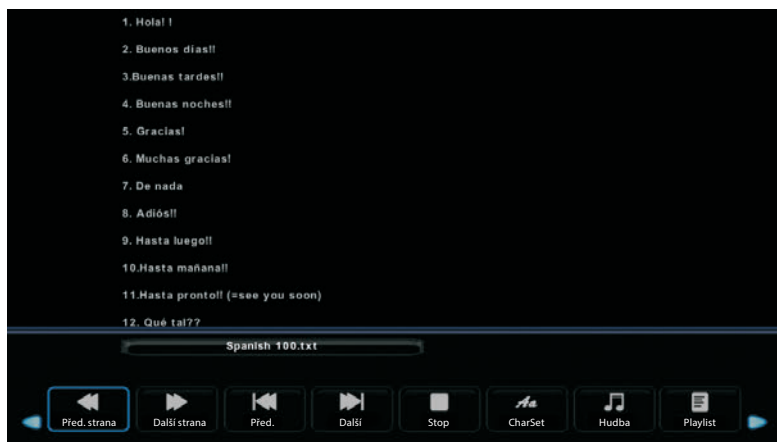 1. Hola! !
2. Buenos días!!
3.Buenas tardes!!
4. Buenas noches!!
5. Gracias!
6. Muchas gracias!
7. De nada
8. Adiós!!
9. Hasta luego!!
10.Hasta mañana!!
11.Hasta pronto!! (=see you soon)
12. Qué tal??
Spanish 100.txt
Před. strana Další strana Před. Další Stop CharSet Hudba Playlist